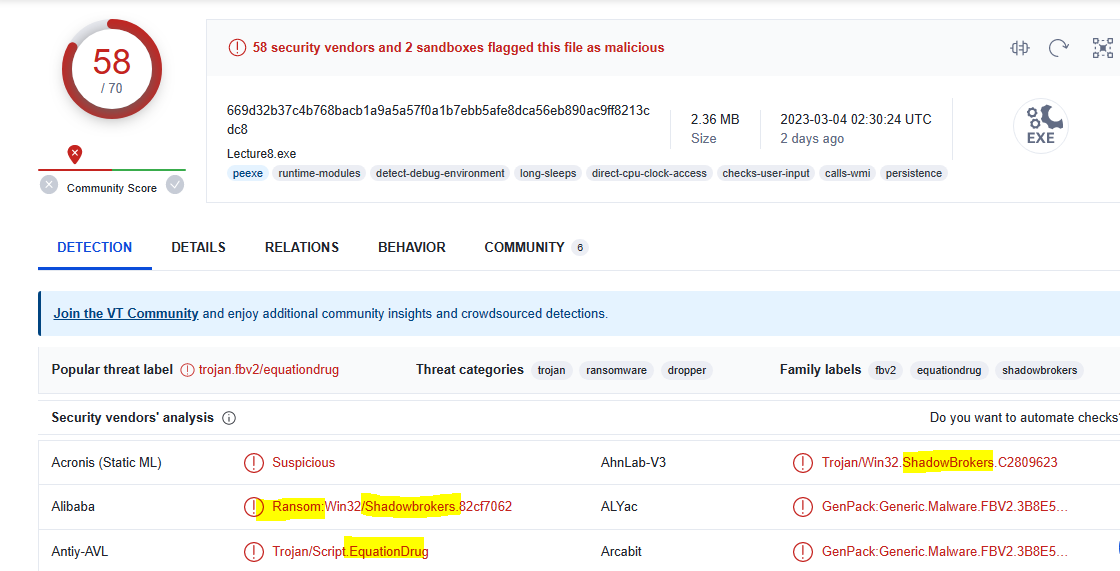 58
/ 70
Community Score
58 security vendors and 2 sandboxes flagged this file as malicious
669d32b37c4b768bacb1a9a5a57f0a1b7ebb5afe8dca56eb890ac9ff8213c
dc8
Lecture8.exe
2.36 MB
Size
2023-03-04 02:30:24 UTC
2 days ago
EXE
peexe runtime-modules detect-debug-environment long-sleeps direct-cpu-clock-access checks-user-input calls-wmi persistence
DETECTION DETAILS RELATIONS BEHAVIOR COMMUNITY 6
Join the VT Community and enjoy additional community insights and crowdsourced detections.
Popular threat label trojan.fbv2/equationdrug Threat categories trojan ransomware dropper Family labels fbv2 equationdrug shadowbrokers
Security vendors' analysis Do you want to automate checks?
Acronis (Static ML) Suspicious AhnLab-V3 Trojan/Win32.ShadowBrokers.C2809623
Alibaba Ransom:Win32/Shadowbrokers.82cf7062 ALYac GenPack:Generic.Malware.FBV2.3B8E5...
Antiy-AVL Trojan/Script.EquationDrug Arcabit GenPack:Generic.Malware.FBV2.3B8E5...